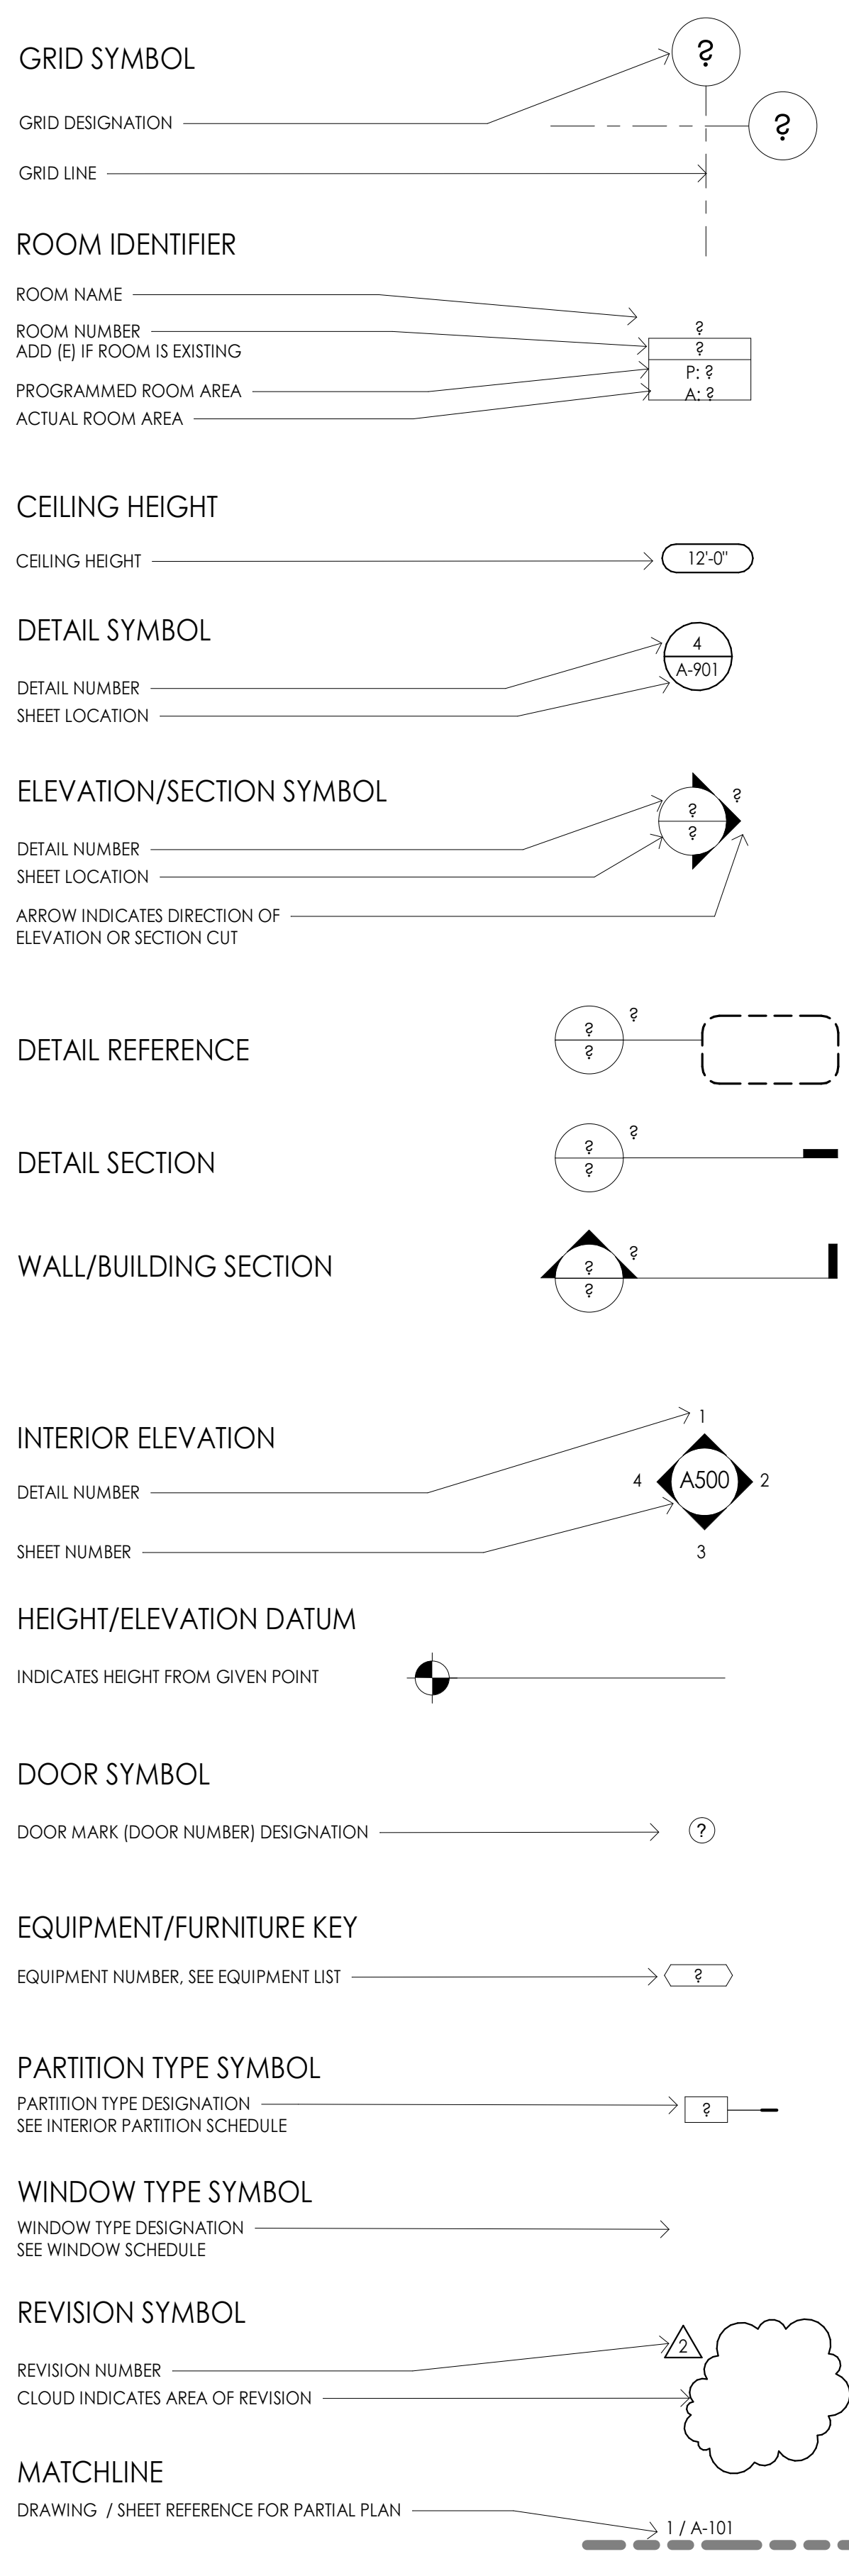 GRID SYMBOL
?
GRID DESIGNATION
?
GRID LINE
ROOM IDENTIFIER
ROOM NAME
?
ROOM NUMBER
?
ADD (E) IF ROOM IS EXISTING
P: ?
PROGRAMMED ROOM AREA
A: ?
ACTUAL ROOM AREA
CEILING HEIGHT
CEILING HEIGHT
12'-0"
DETAIL SYMBOL
4
A-901
DETAIL NUMBER
SHEET LOCATION
ELEVATION/SECTION SYMBOL
?
?
?
DETAIL NUMBER
SHEET LOCATION
ARROW INDICATES DIRECTION OF
ELEVATION OR SECTION CUT
DETAIL REFERENCE
?
?
?
DETAIL SECTION
?
?
?
WALL/BUILDING SECTION
?
?
?
INTERIOR ELEVATION
1
4
A500
2
3
DETAIL NUMBER
SHEET NUMBER
HEIGHT/ELEVATION DATUM
INDICATES HEIGHT FROM GIVEN POINT
DOOR SYMBOL
DOOR MARK (DOOR NUMBER) DESIGNATION
?
EQUIPMENT/FURNITURE KEY
EQUIPMENT NUMBER, SEE EQUIPMENT LIST
?
PARTITION TYPE SYMBOL
PARTITION TYPE DESIGNATION
?
SEE INTERIOR PARTITION SCHEDULE
WINDOW TYPE SYMBOL
WINDOW TYPE DESIGNATION
SEE WINDOW SCHEDULE
REVISION SYMBOL
2
REVISION NUMBER
CLOUD INDICATES AREA OF REVISION
MATCHLINE
DRAWING / SHEET REFERENCE FOR PARTIAL PLAN
1 / A-101